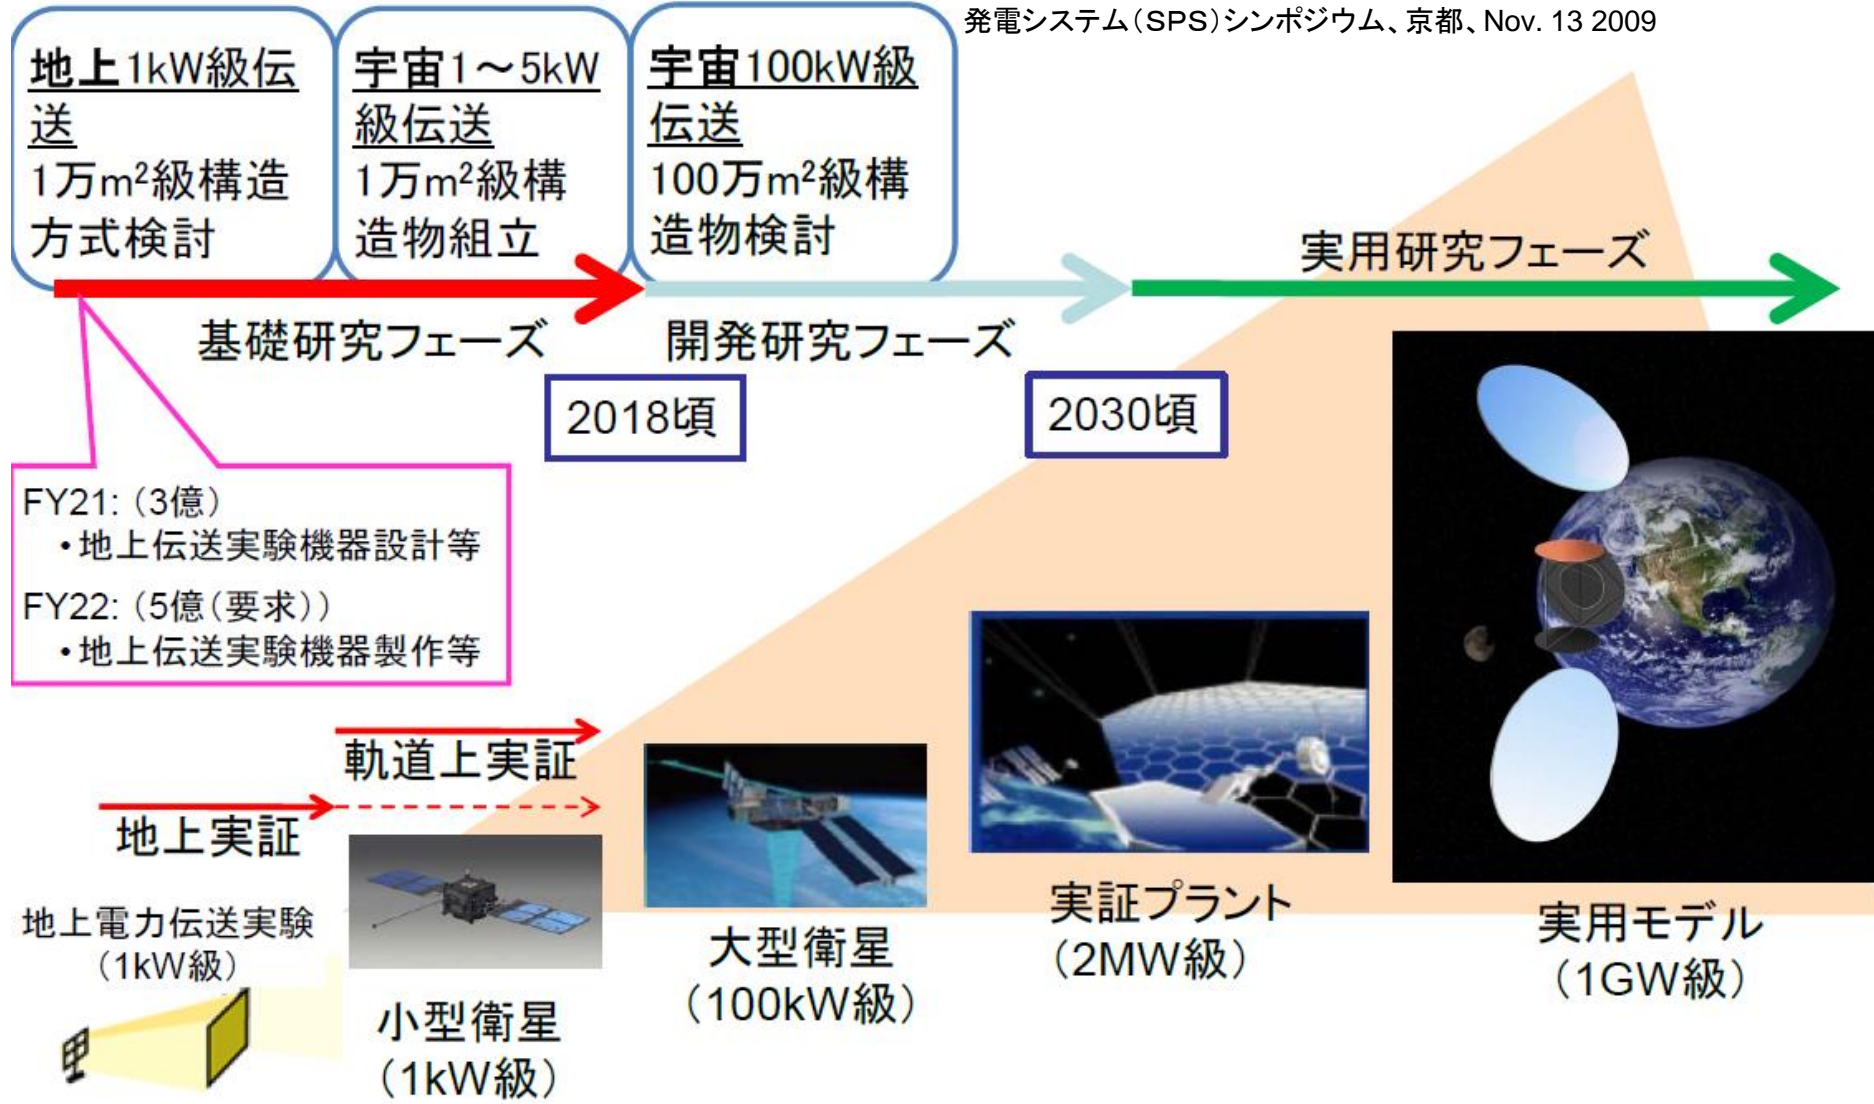 発電システム(SPS)シンポジウム、京都、Nov. 13 2009
地上1kW級伝
送
1万m²級構造
方式検討
宇宙1～5kW
級伝送
1万m²級構
造物組立
宇宙100kW級
伝送
100万m²級構
造物検討
実用研究フェーズ
基礎研究フェーズ
開発研究フェーズ
2018頃
2030頃
FY21:(3億)
・地上伝送実験機器設計等
FY22:(5億(要求))
・地上伝送実験機器製作等
軌道上実証
地上実証
地上電力伝送実験
(1kW級)
小型衛星
(1kW級)
大型衛星
(100kW級)
実証プラント
(2MW級)
実用モデル
(1GW級)